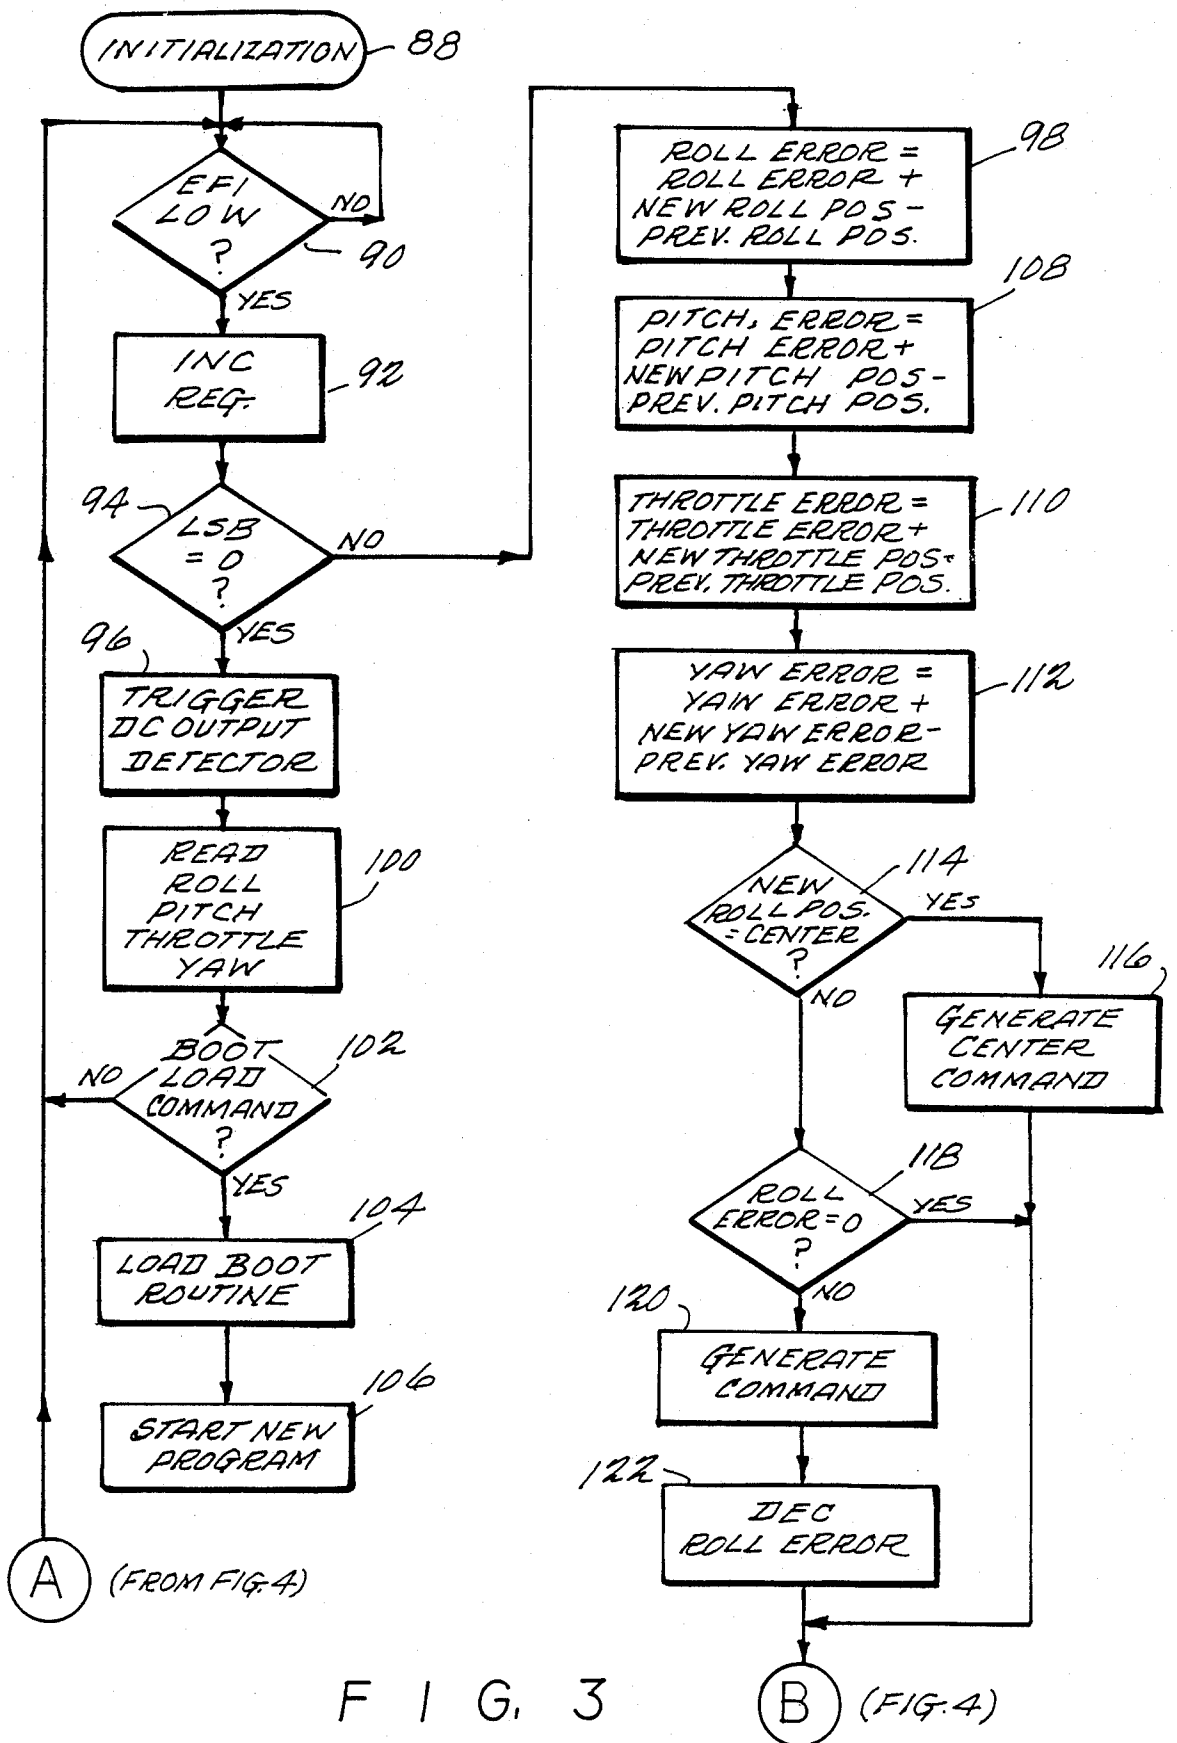 INITIALIZATION
88
EFI
LOW
?
NO
90
YES
INC
REG.
92
94
LSB
= 0
?
NO
YES
96
TRIGGER
DC OUTPUT
DETECTOR
READ
ROLL
PITCH
THROTTLE
YAW
100
BOOT
LOAD
COMMAND
?
102
NO
YES
104
LOAD BOOT
ROUTINE
106
START NEW
PROGRAM
A
(FROM FIG. 4)
ROLL ERROR =
ROLL ERROR +
NEW ROLL POS -
PREV. ROLL POS.
98
PITCH, ERROR =
PITCH ERROR +
NEW PITCH POS -
PREV. PITCH POS.
108
THROTTLE ERROR =
THROTTLE ERROR +
NEW THROTTLE POS -
PREV. THROTTLE POS.
110
YAW ERROR =
YAW ERROR +
NEW YAW ERROR -
PREV. YAW ERROR
112
NEW
ROLL POS.
= CENTER
?
114
YES
NO
116
GENERATE
CENTER
COMMAND
ROLL
ERROR = 0
?
118
YES
NO
120
GENERATE
COMMAND
122
DEC
ROLL ERROR
B
(FIG. 4)
FIG. 3